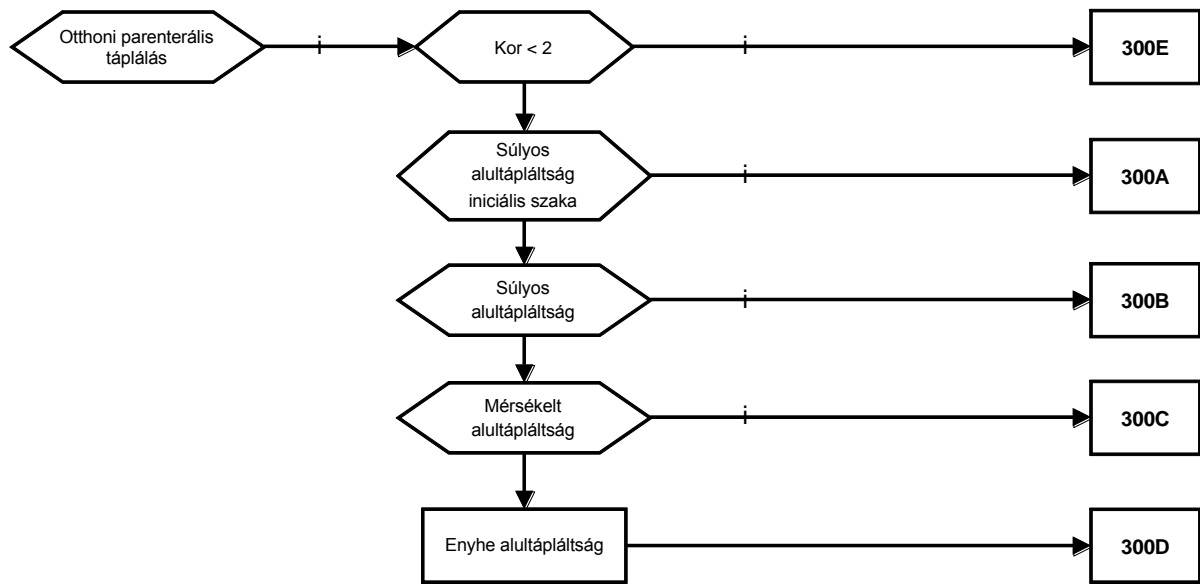 Otthoni parenterális
táplálás
i
Kor < 2
i
300E
Súlyos
alultápláltság
iniciális szaka
i
300A
Súlyos
alultápláltság
i
300B
Mérsékelt
alultápláltság
i
300C
Enyhe alultápláltság
300D